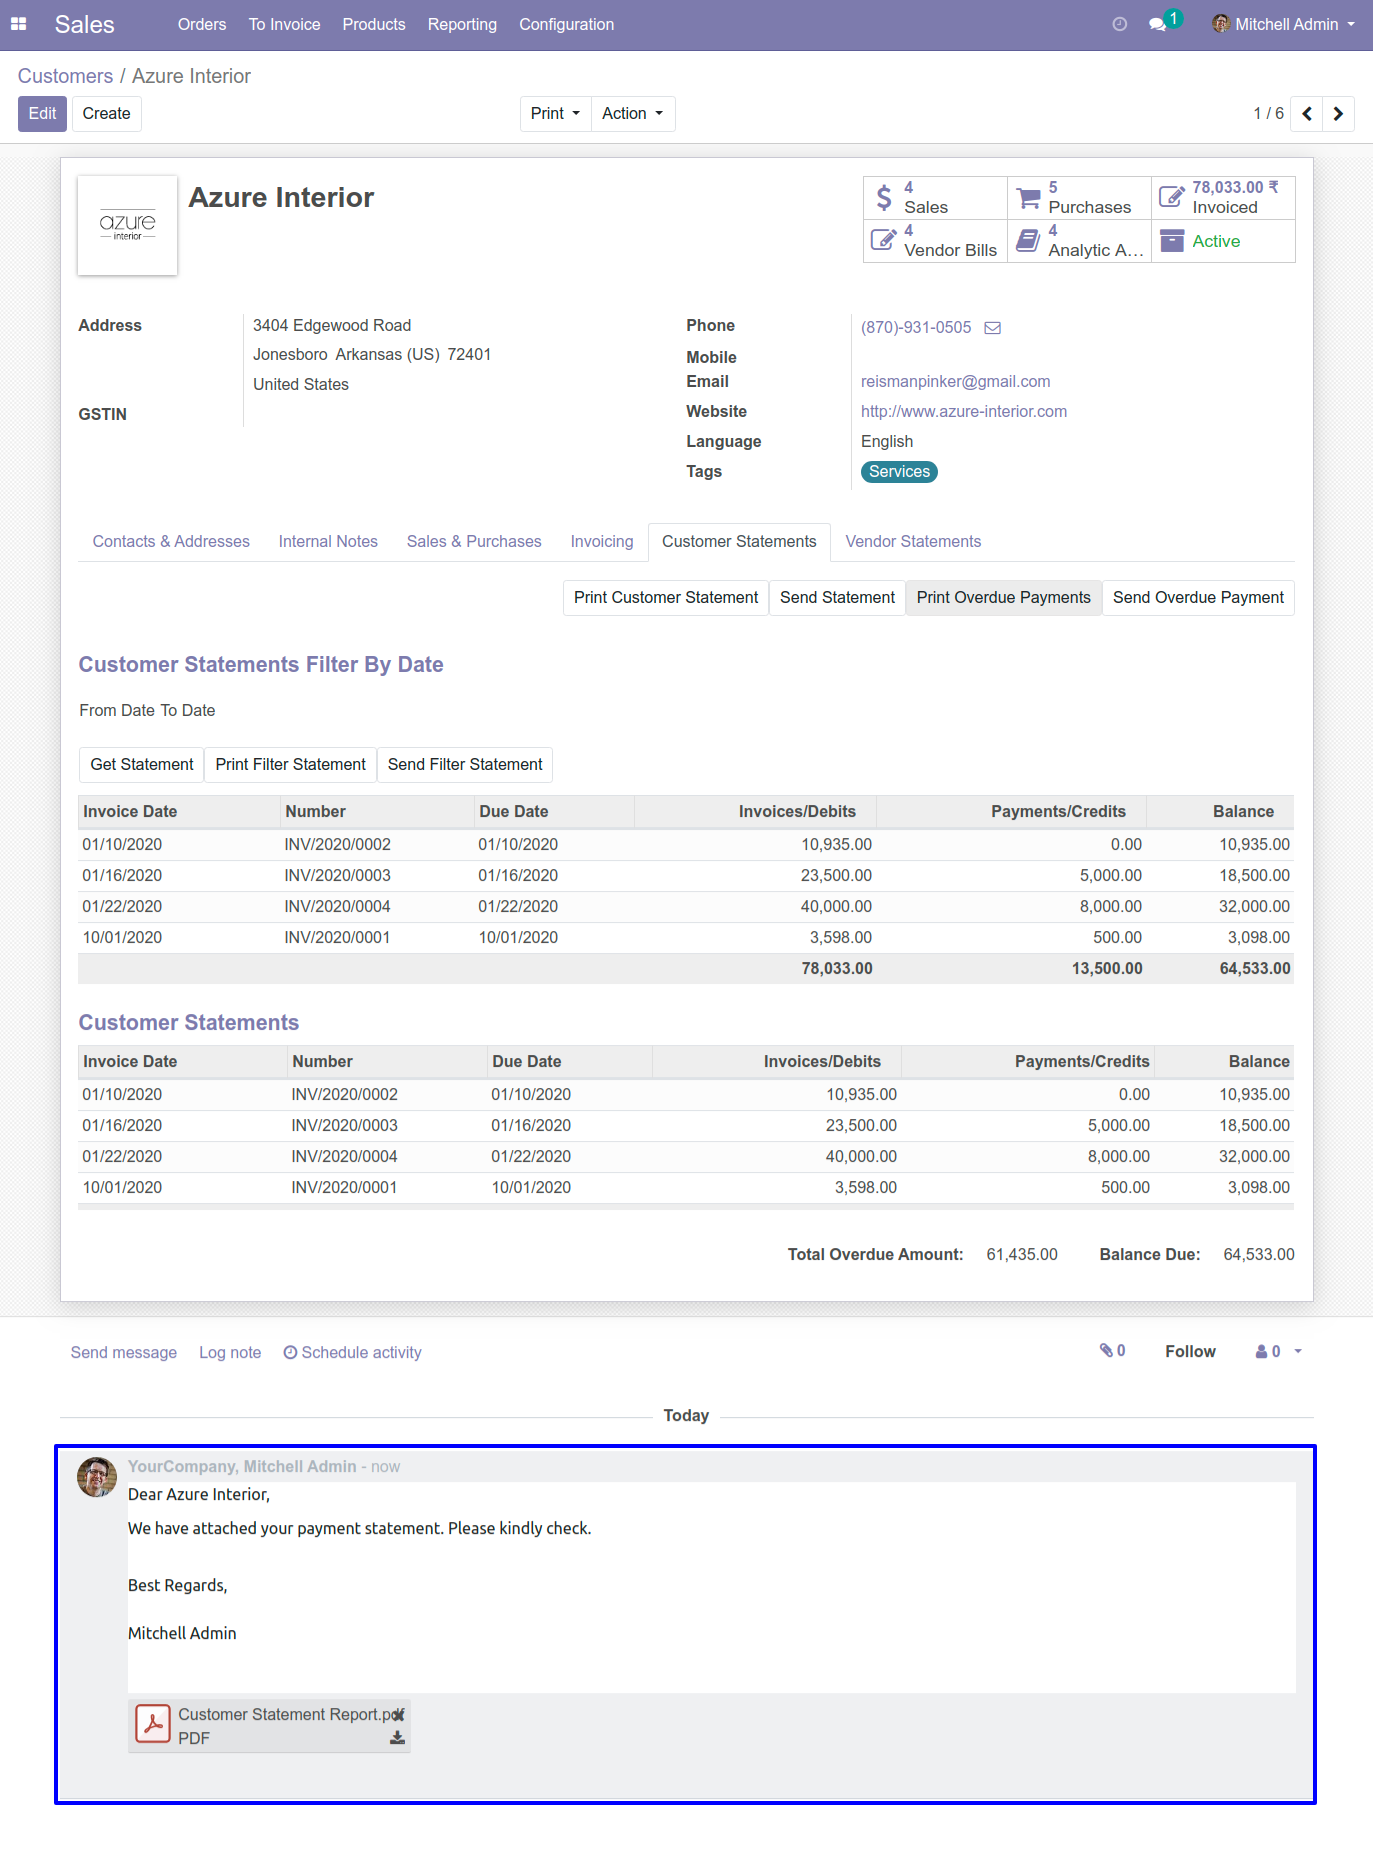 Sales Orders To Invoice Products Reporting Configuration 1 Mitchell Admin
Customers / Azure Interior
Edit Create Print Action 1 / 6
azure
interior
Azure Interior
4
Sales
5
Purchases
78,033.00 ₹
Invoiced
4
Vendor Bills
4
Analytic A...
Active
Address
3404 Edgewood Road
Jonesboro Arkansas (US) 72401
United States
GSTIN
Phone (870)-931-0505
Mobile
Email reismanpinker@gmail.com
Website http://www.azure-interior.com
Language English
Tags Services
Contacts & Addresses Internal Notes Sales & Purchases Invoicing Customer Statements Vendor Statements
Print Customer Statement Send Statement Print Overdue Payments Send Overdue Payment
Customer Statements Filter By Date
From Date To Date
Get Statement Print Filter Statement Send Filter Statement
Invoice Date Number Due Date Invoices/Debits Payments/Credits Balance
01/10/2020 INV/2020/0002 01/10/2020 10,935.00 0.00 10,935.00
01/16/2020 INV/2020/0003 01/16/2020 23,500.00 5,000.00 18,500.00
01/22/2020 INV/2020/0004 01/22/2020 40,000.00 8,000.00 32,000.00
10/01/2020 INV/2020/0001 10/01/2020 3,598.00 500.00 3,098.00
78,033.00 13,500.00 64,533.00
Customer Statements
Invoice Date Number Due Date Invoices/Debits Payments/Credits Balance
01/10/2020 INV/2020/0002 01/10/2020 10,935.00 0.00 10,935.00
01/16/2020 INV/2020/0003 01/16/2020 23,500.00 5,000.00 18,500.00
01/22/2020 INV/2020/0004 01/22/2020 40,000.00 8,000.00 32,000.00
10/01/2020 INV/2020/0001 10/01/2020 3,598.00 500.00 3,098.00
Total Overdue Amount: 61,435.00 Balance Due: 64,533.00
Send message Log note Schedule activity 0 Follow 0
Today
YourCompany, Mitchell Admin - now
Dear Azure Interior,
We have attached your payment statement. Please kindly check.
Best Regards,
Mitchell Admin
Customer Statement Report.pdf
PDF